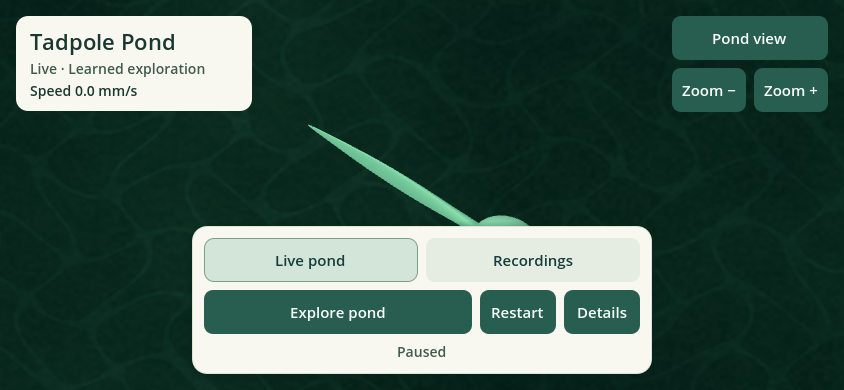 Tadpole Pond
Live · Learned exploration
Speed 0.0 mm/s
Pond view
Zoom −
Zoom +
Live pond
Recordings
Explore pond
Restart
Details
Paused